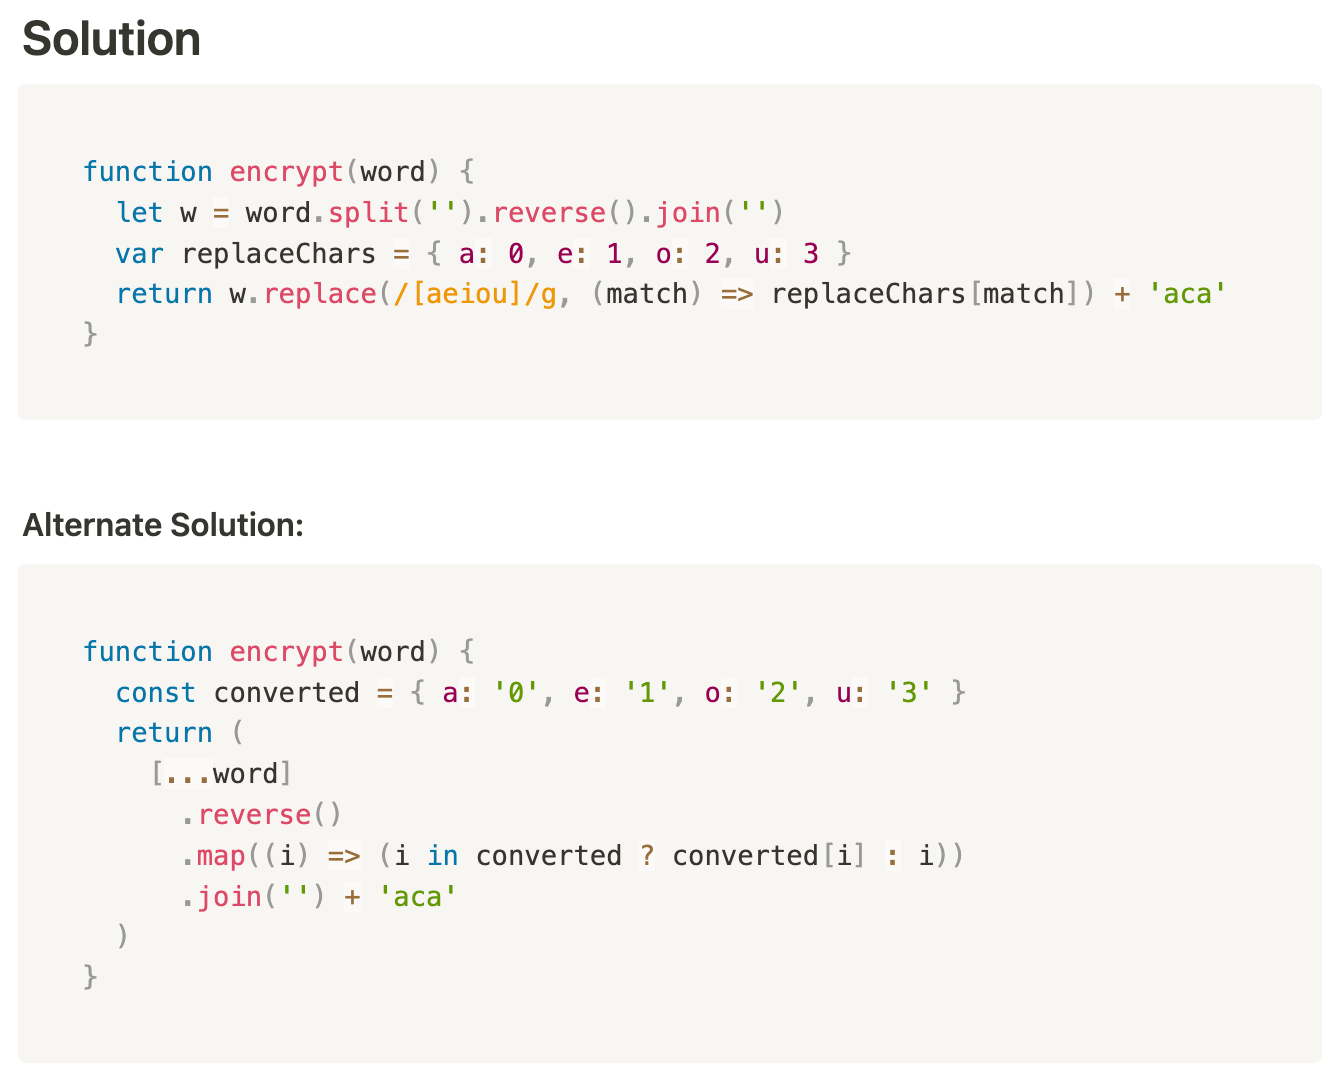 Solution
function encrypt(word) {
  let w = word.split('').reverse().join('')
  var replaceChars = { a: 0, e: 1, o: 2, u: 3 }
  return w.replace(/[aeiou]/g, (match) => replaceChars[match]) + 'aca'
}
Alternate Solution:
function encrypt(word) {
  const converted = { a: '0', e: '1', o: '2', u: '3' }
  return (
    [...word]
      .reverse()
      .map((i) => (i in converted ? converted[i] : i))
      .join('') + 'aca'
  )
}